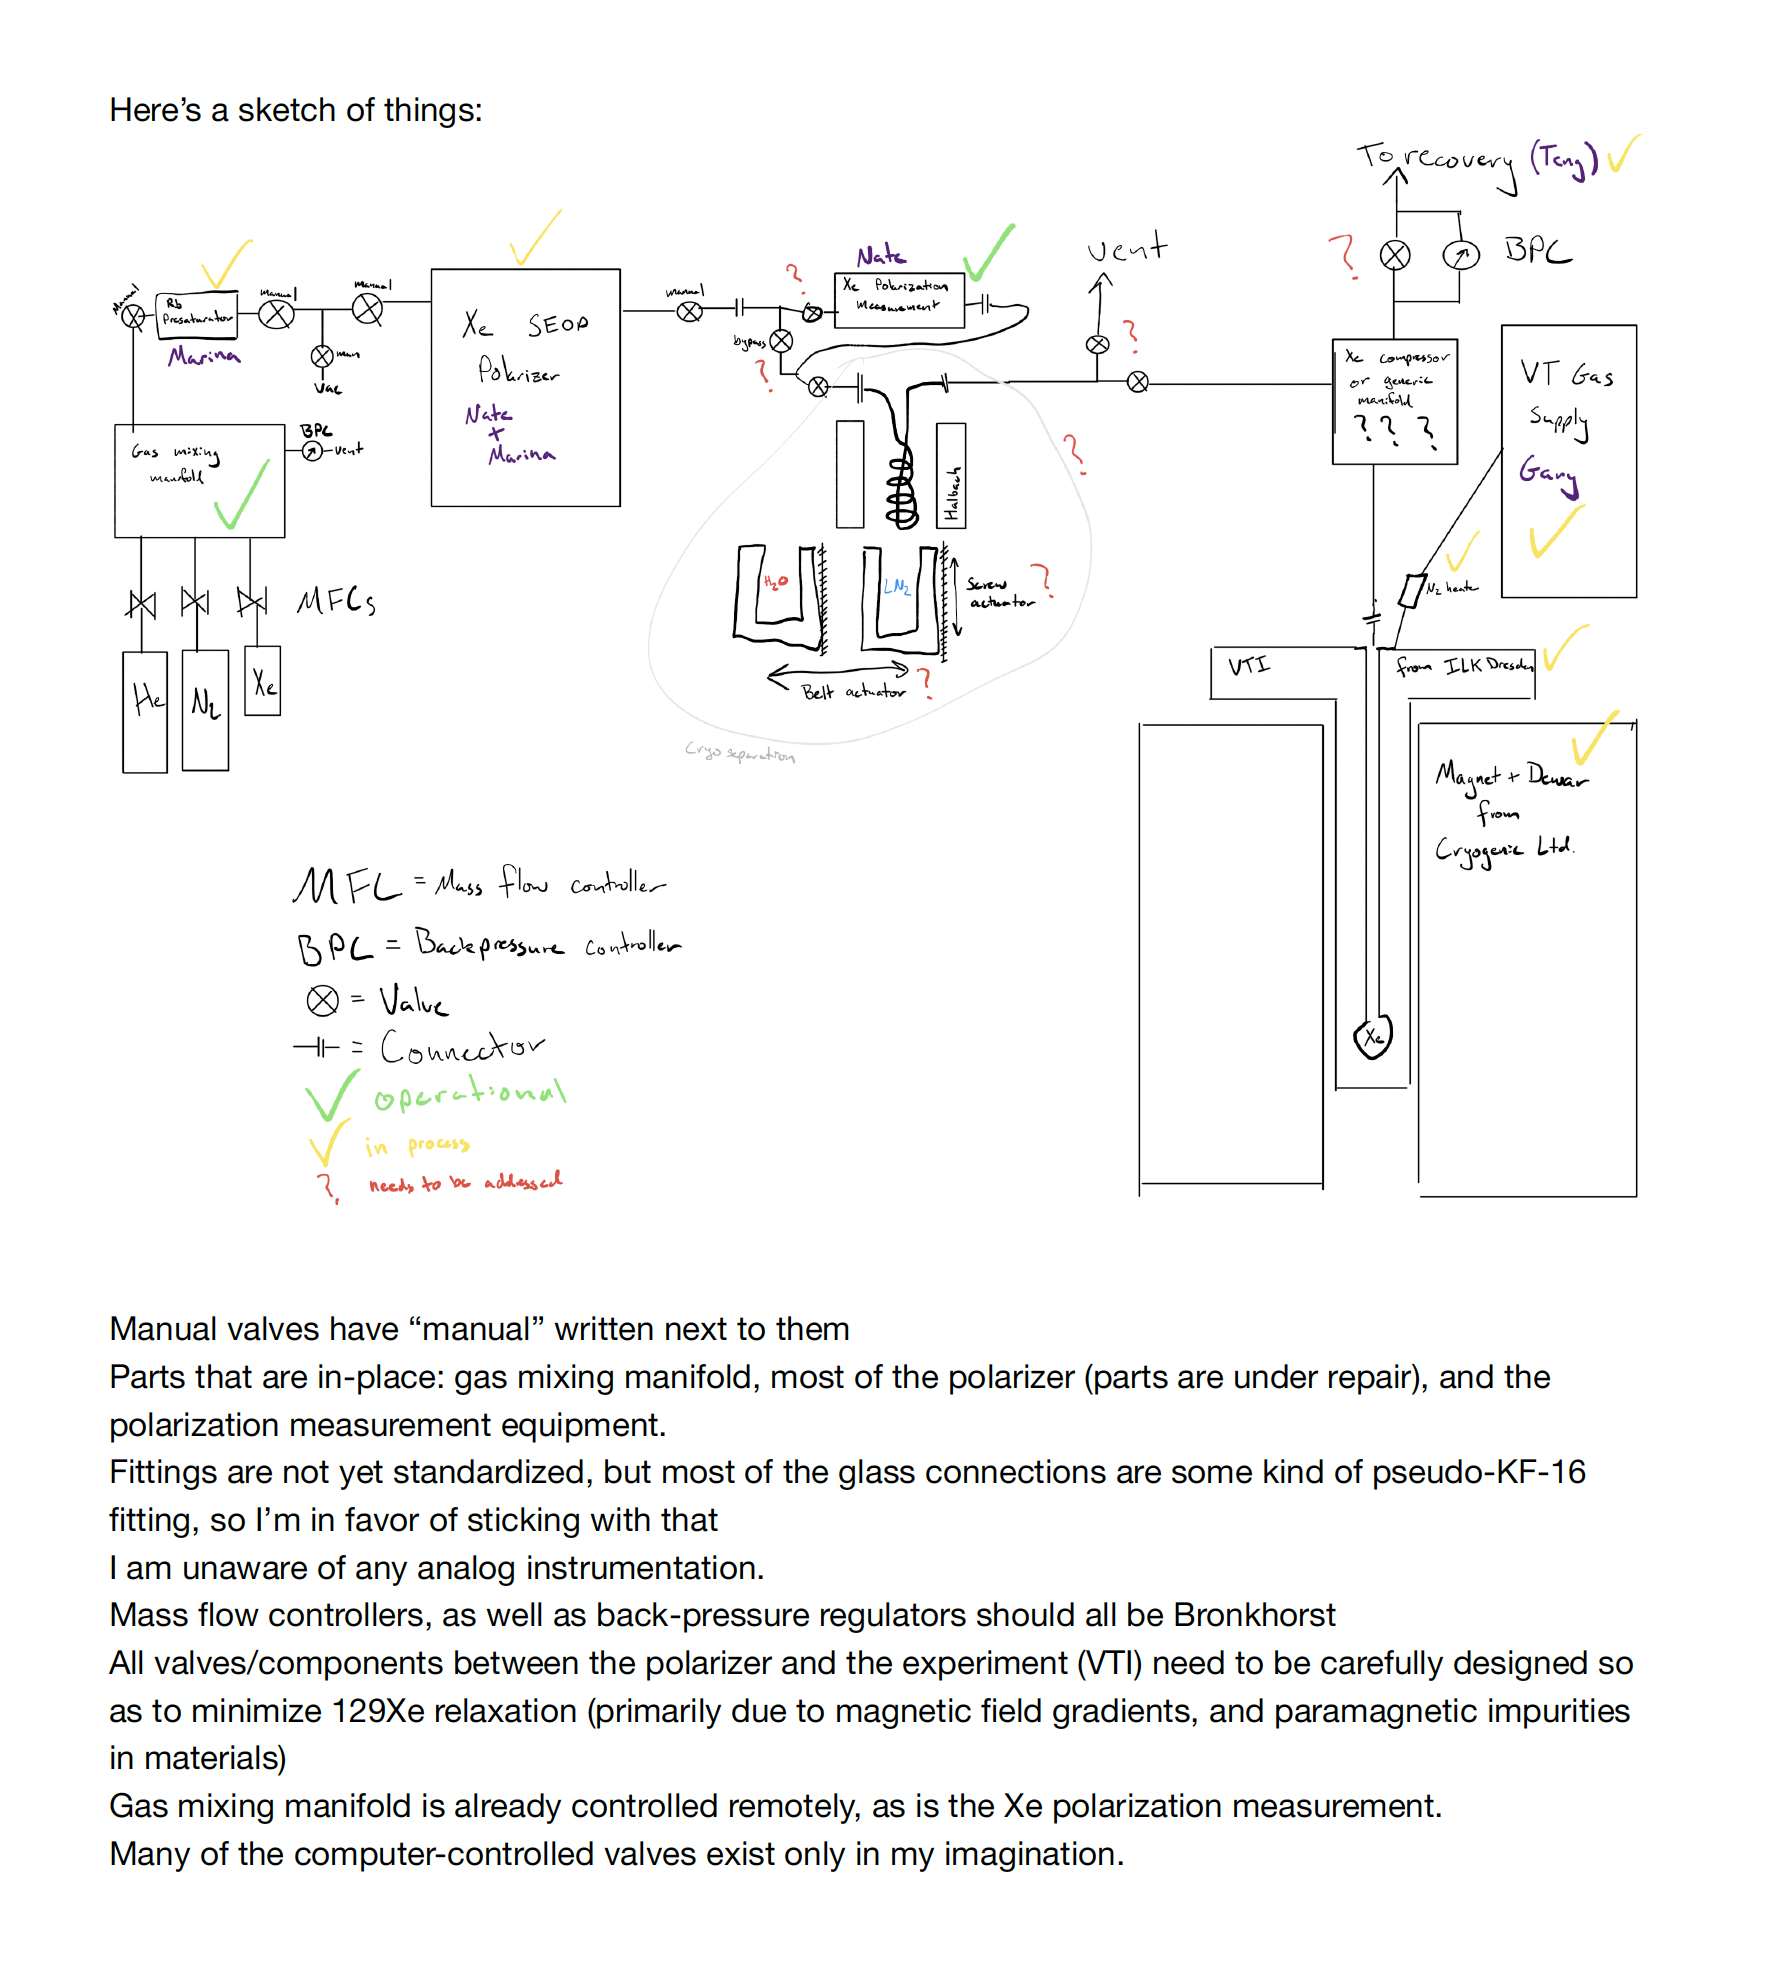 Here’s a sketch of things:
To recovery (Teng)
Nate
vent
BPC
Manual
Rb
Presaturator
manual
manual
Marina
man
Vac
Xe SEOP
Polarizer
Nate
+
Marina
manual
Xe Polarization
Measurement
bypass
Xe compressor
or generic
manifold
? ? ?
VT Gas
Supply
Gary
Gas mixing
manifold
BPC
vent
Halbach
?
?
?
?
?
?
?
?
H2O
LN2
Screw
actuator
Belt actuator
Cryo separation
MFCs
He
N2
Xe
N2 heater
VTI
from ILK Dresden
Magnet + Dewar
from
Cryogenic Ltd.
Xe
MFC = Mass flow controller
BPC = Backpressure controller
= Valve
= Connector
operational
in process
? needs to be addressed
Manual valves have “manual” written next to them
Parts that are in-place: gas mixing manifold, most of the polarizer (parts are under repair), and the
polarization measurement equipment.
Fittings are not yet standardized, but most of the glass connections are some kind of pseudo-KF-16
fitting, so I’m in favor of sticking with that
I am unaware of any analog instrumentation.
Mass flow controllers, as well as back-pressure regulators should all be Bronkhorst
All valves/components between the polarizer and the experiment (VTI) need to be carefully designed so
as to minimize 129Xe relaxation (primarily due to magnetic field gradients, and paramagnetic impurities
in materials)
Gas mixing manifold is already controlled remotely, as is the Xe polarization measurement.
Many of the computer-controlled valves exist only in my imagination.